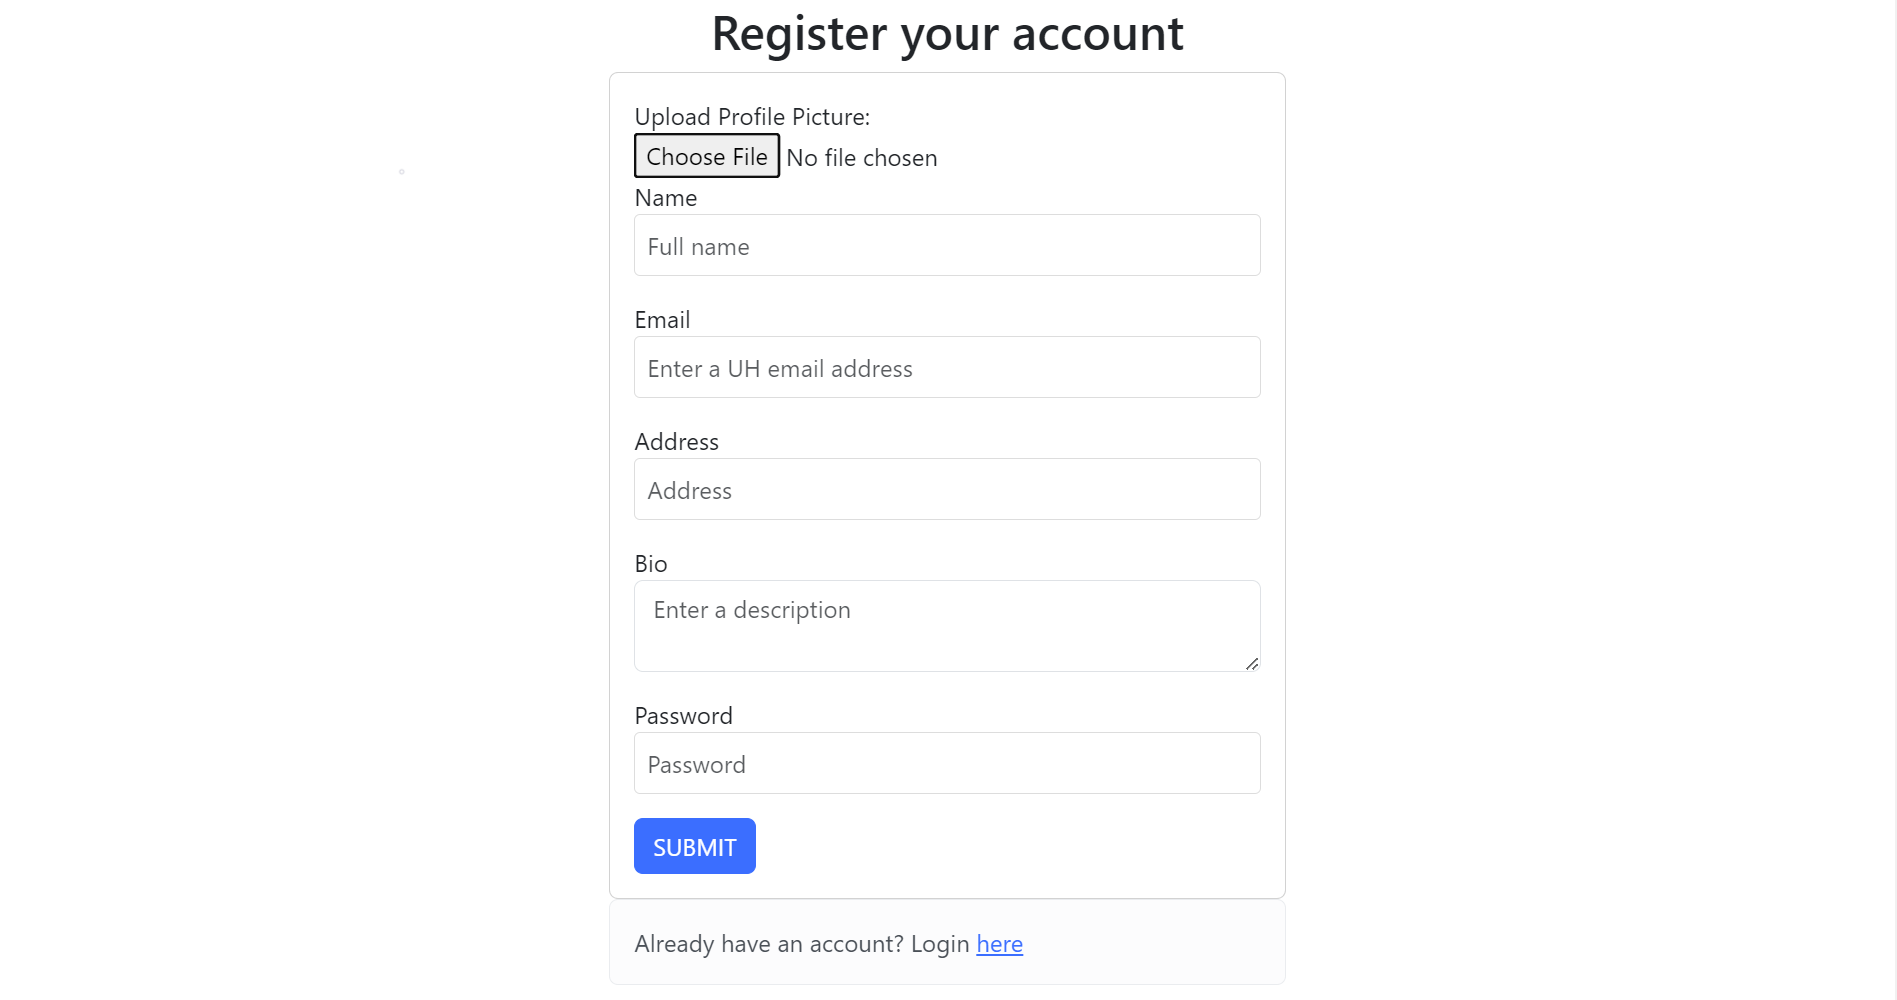 Register your account
Upload Profile Picture:
Choose File No file chosen
Name
Full name
Email
Enter a UH email address
Address
Address
Bio
Enter a description
Password
Password
SUBMIT
Already have an account? Login here